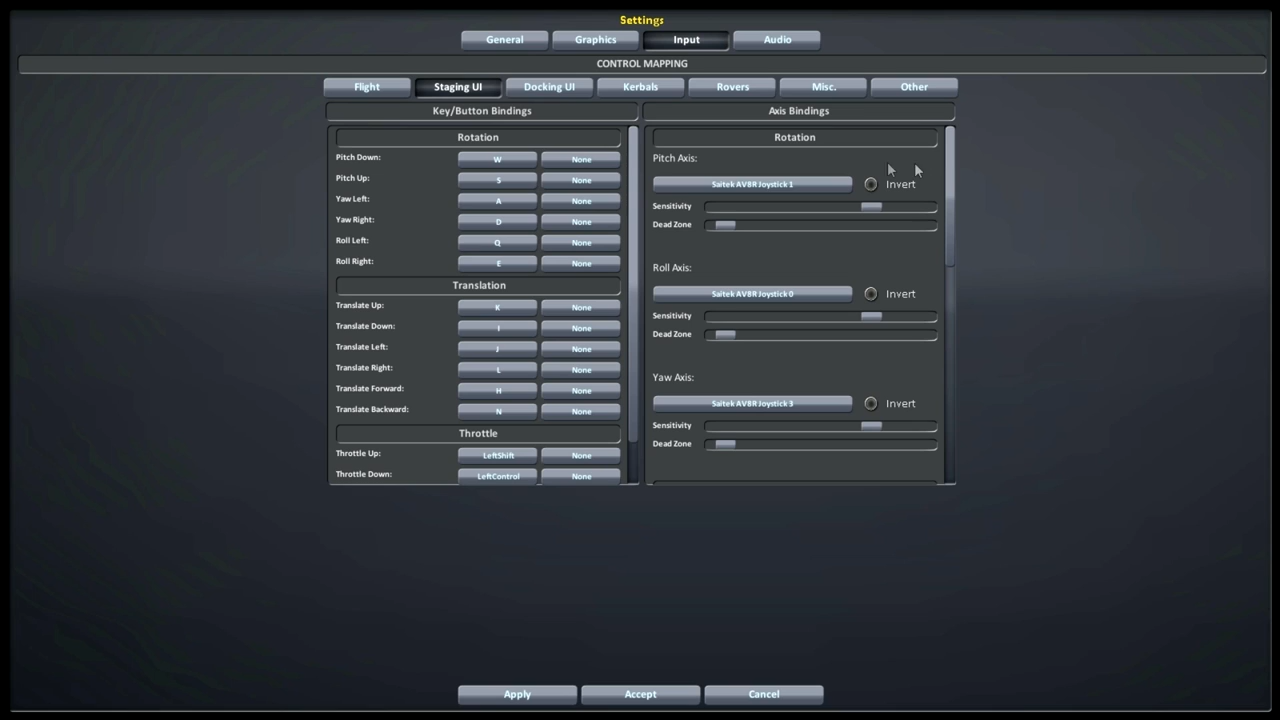 Settings
General Graphics Input Audio
CONTROL MAPPING
Flight Staging UI Docking UI Kerbals Rovers Misc. Other
Key/Button Bindings Axis Bindings
Rotation
Pitch Down: W None
Pitch Up: S None
Yaw Left: A None
Yaw Right: D None
Roll Left: Q None
Roll Right: E None
Translation
Translate Up: K None
Translate Down: I None
Translate Left: J None
Translate Right: L None
Translate Forward: H None
Translate Backward: N None
Throttle
Throttle Up: LeftShift None
Throttle Down: LeftControl None
Rotation
Pitch Axis:
Saitek AV8R Joystick 1 Invert
Sensitivity
Dead Zone
Roll Axis:
Saitek AV8R Joystick 0 Invert
Sensitivity
Dead Zone
Yaw Axis:
Saitek AV8R Joystick 3 Invert
Sensitivity
Dead Zone
Apply Accept Cancel